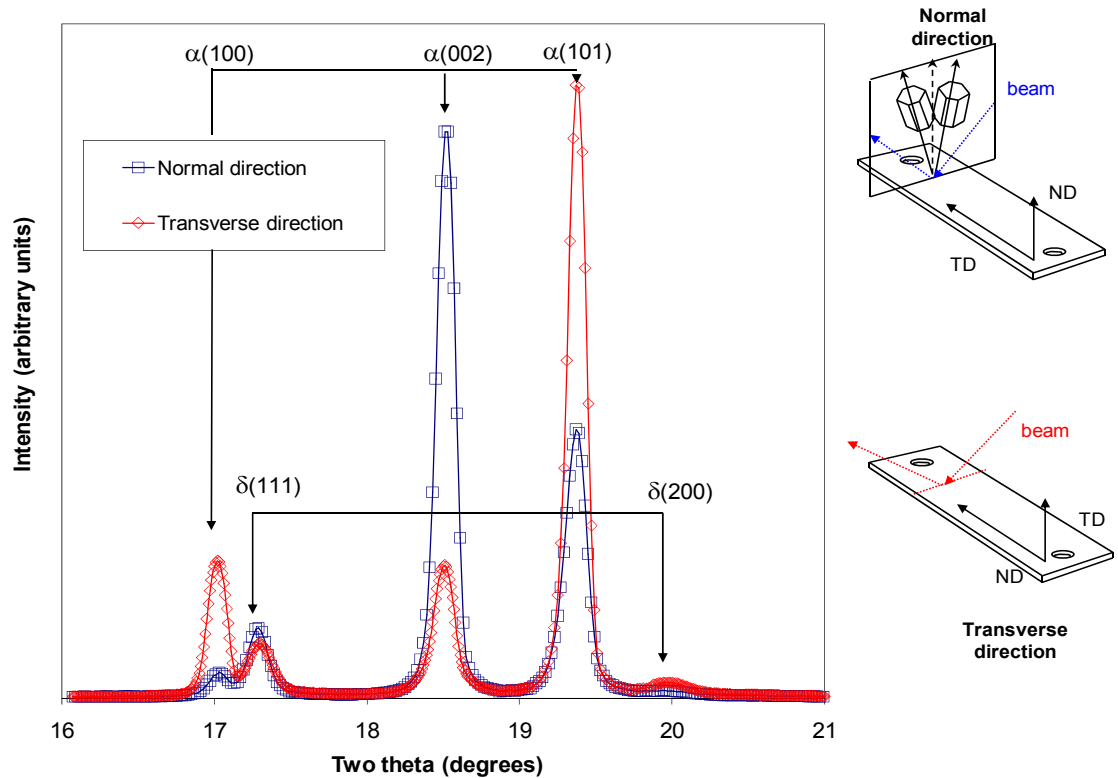 α(100)
α(002)
α(101)
Normal direction
Transverse direction
δ(111)
δ(200)
Intensity (arbitrary units)
16
17
18
19
20
21
Two theta (degrees)
Normal
direction
beam
ND
TD
beam
TD
ND
Transverse
direction